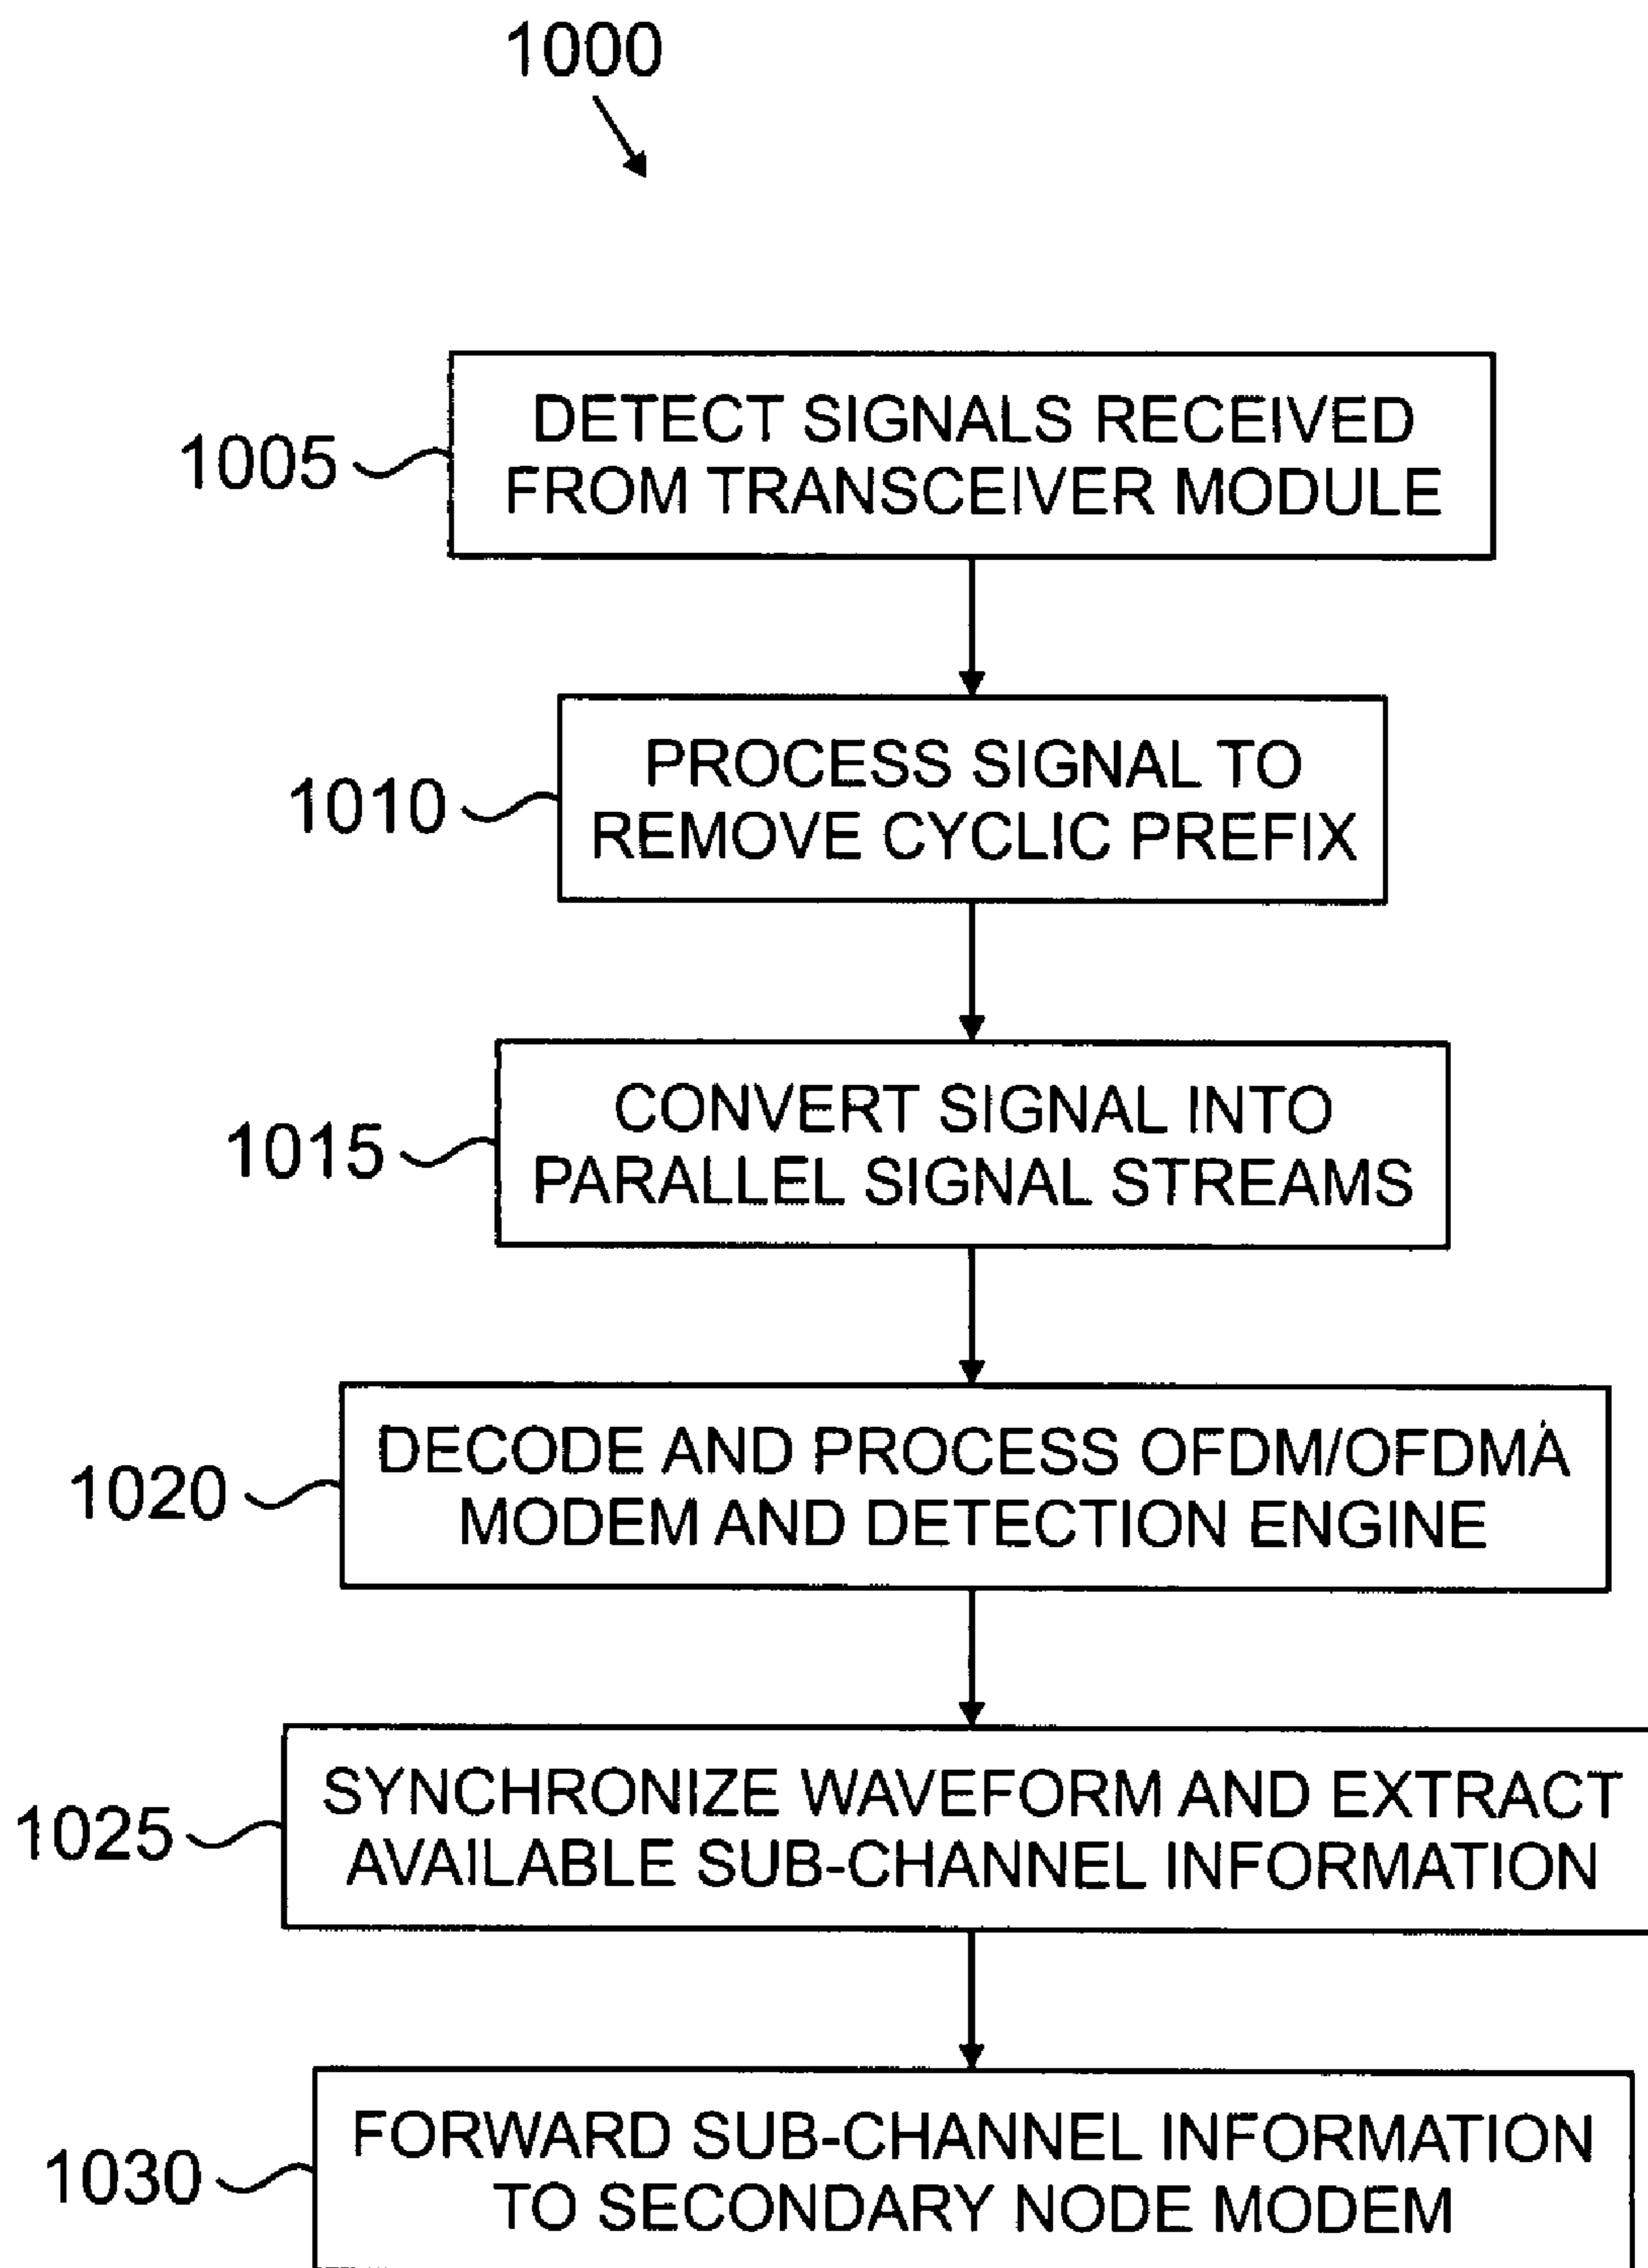 1000
1005
DETECT SIGNALS RECEIVED
FROM TRANSCEIVER MODULE
1010
PROCESS SIGNAL TO
REMOVE CYCLIC PREFIX
1015
CONVERT SIGNAL INTO
PARALLEL SIGNAL STREAMS
1020
DECODE AND PROCESS OFDM/OFDMA
MODEM AND DETECTION ENGINE
1025
SYNCHRONIZE WAVEFORM AND EXTRACT
AVAILABLE SUB-CHANNEL INFORMATION
1030
FORWARD SUB-CHANNEL INFORMATION
TO SECONDARY NODE MODEM